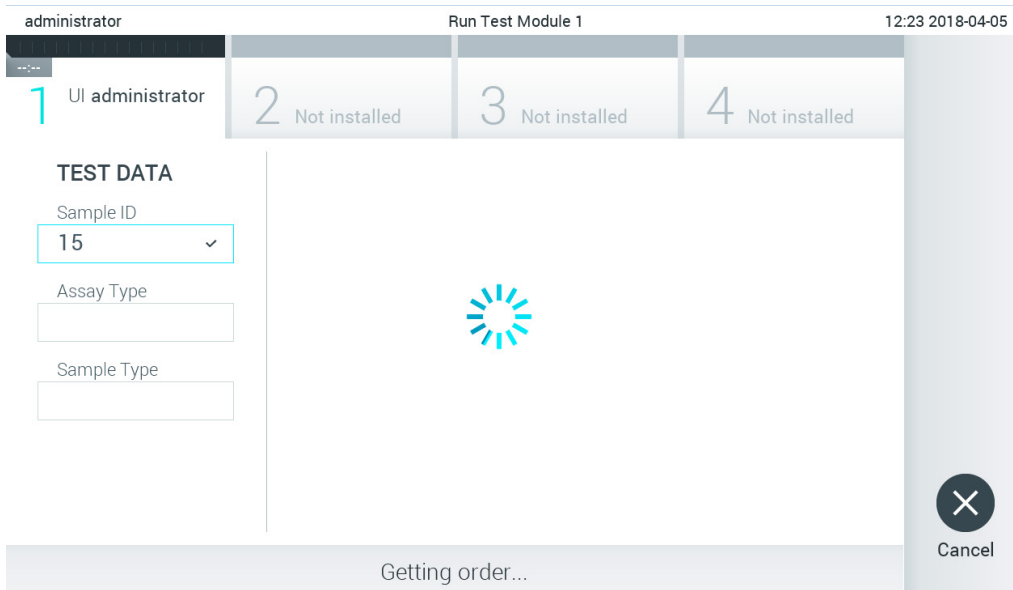 administrator Run Test Module 1 12:23 2018-04-05
--:--
1 UI administrator 2 Not installed 3 Not installed 4 Not installed
TEST DATA
Sample ID
15
Assay Type
Sample Type
Cancel
Getting order...